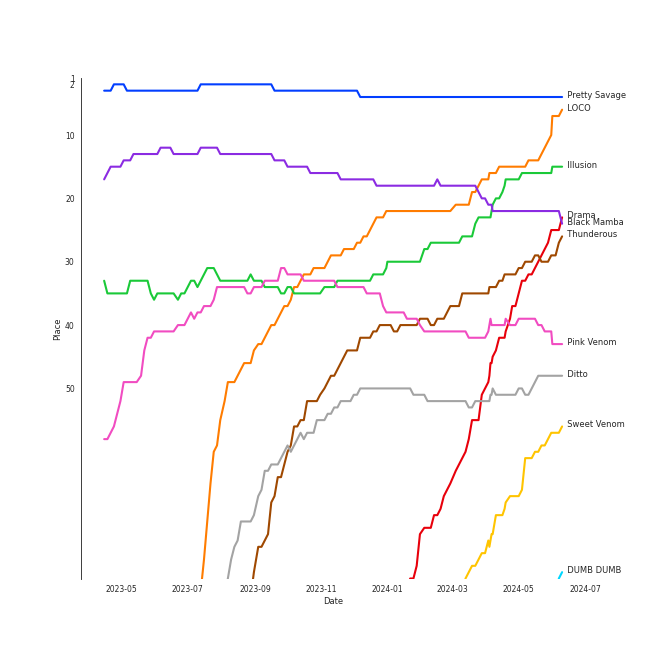 1
2
10
20
30
40
50
Place
Pretty Savage
LOCO
Illusion
Drama
Black Mamba
Thunderous
Pink Venom
Ditto
Sweet Venom
DUMB DUMB
2023-05
2023-07
2023-09
2023-11
2024-01
2024-03
2024-05
2024-07
Date